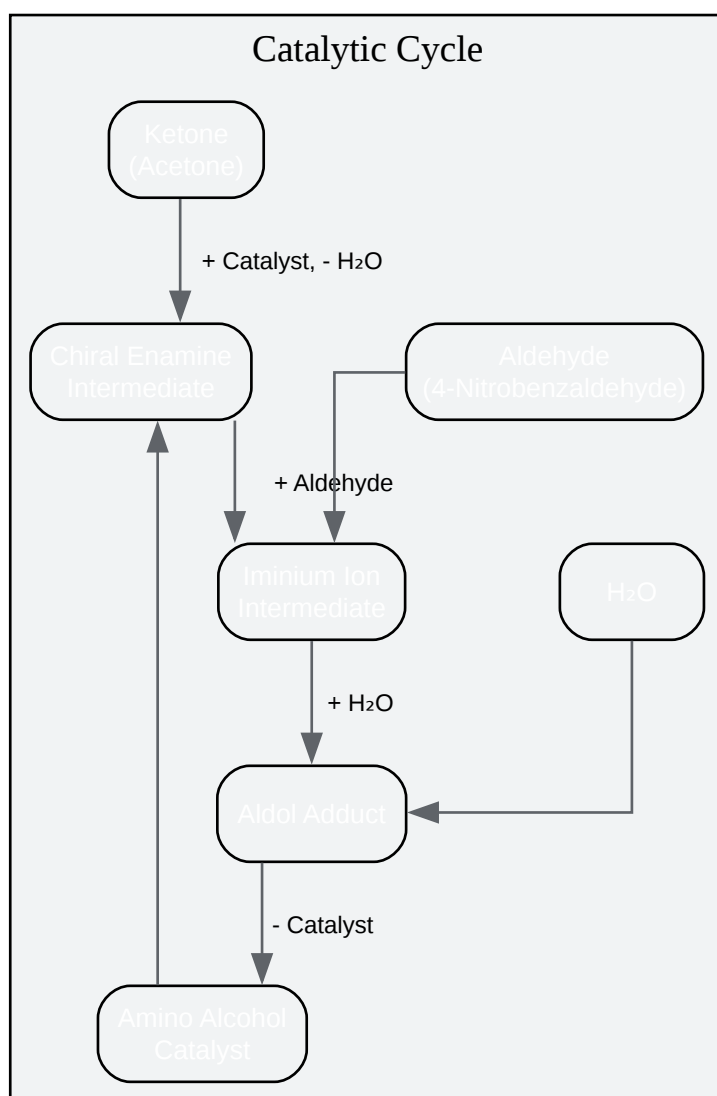 Catalytic Cycle
Ketone
(Acetone)
+ Catalyst, - H₂O
Chiral Enamine
Intermediate
Aldehyde
(4-Nitrobenzaldehyde)
+ Aldehyde
Iminium Ion
Intermediate
H₂O
+ H₂O
Aldol Adduct
- Catalyst
Amino Alcohol
Catalyst